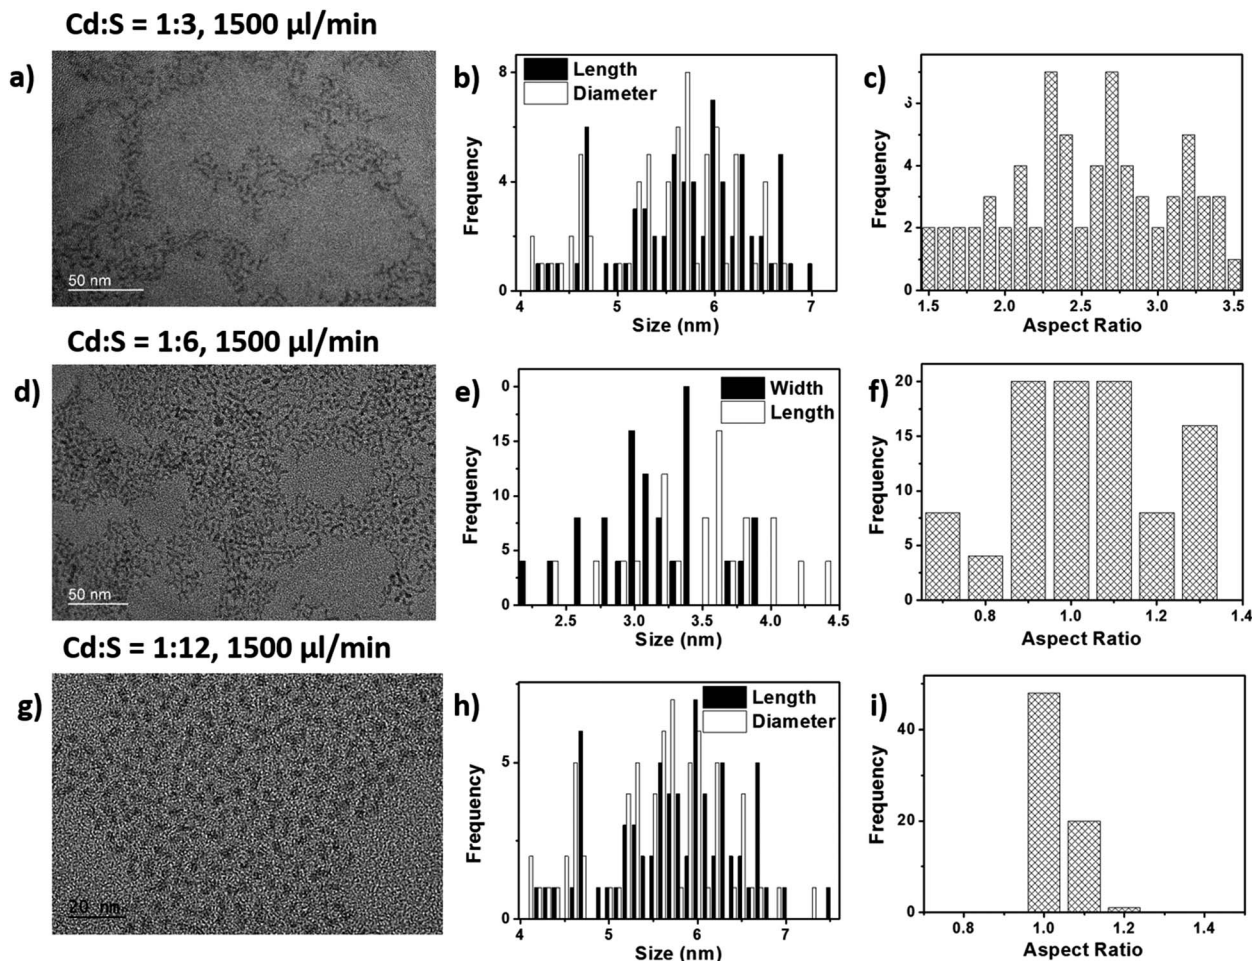 Cd:S = 1:3, 1500 µl/min
a)
50 nm
b)
Length
Diameter
8
4
0
Frequency
4 5 6 7
Size (nm)
c)
4
2
0
Frequency
1.5 2.0 2.5 3.0 3.5
Aspect Ratio
Cd:S = 1:6, 1500 µl/min
d)
50 nm
e)
Width
Length
0
15
10
5
0
Frequency
2.5 3.0 3.5 4.0 4.5
Size (nm)
f)
20
15
10
5
0
Frequency
0.8 1.0 1.2 1.4
Aspect Ratio
Cd:S = 1:12, 1500 µl/min
g)
20 nm
h)
Length
Diameter
5
0
Frequency
4 5 6 7
Size (nm)
i)
40
20
0
Frequency
0.8 1.0 1.2 1.4
Aspect Ratio